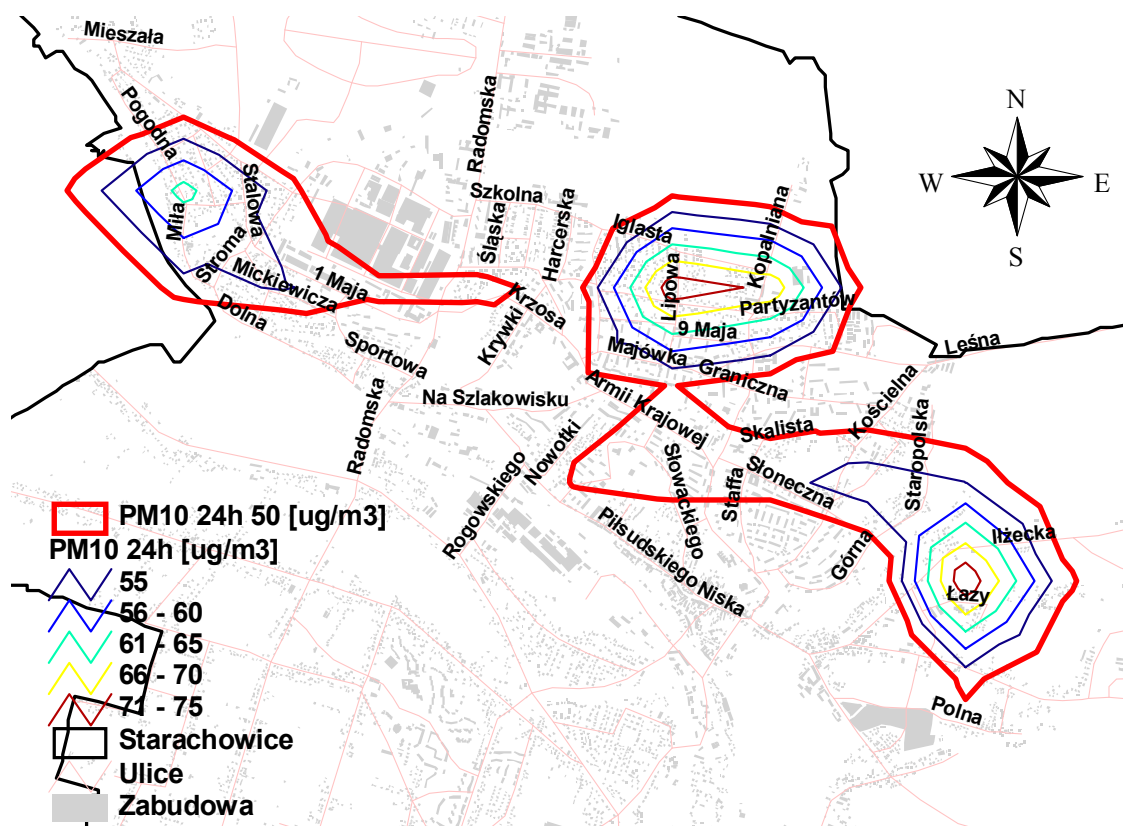 Mieszała
Pogodna
Radomska
N
W
E
S
Szkolna
Stalowa
Miła
Śląska
Harcerska
Iglasta
Kopalniana
Stroma
Mickiewicza
1 Maja
Lipowa
Dolna
Krzosa
Partyzantów
Krywki
9 Maja
Sportowa
Majówka
Graniczna
Leśna
Radomska
Na Szlakowisku
Armii Krajowej
Kościelna
Skalista
Staropolska
Nowotki
Rogowskiego
Słowackiego
Staffa
Słoneczna
Piłsudskiego
Niska
Górna
Iłżecka
Łazy
Polna
PM10 24h 50 [ug/m3]
PM10 24h [ug/m3]
55
56 - 60
61 - 65
66 - 70
71 - 75
Starachowice
Ulice
Zabudowa